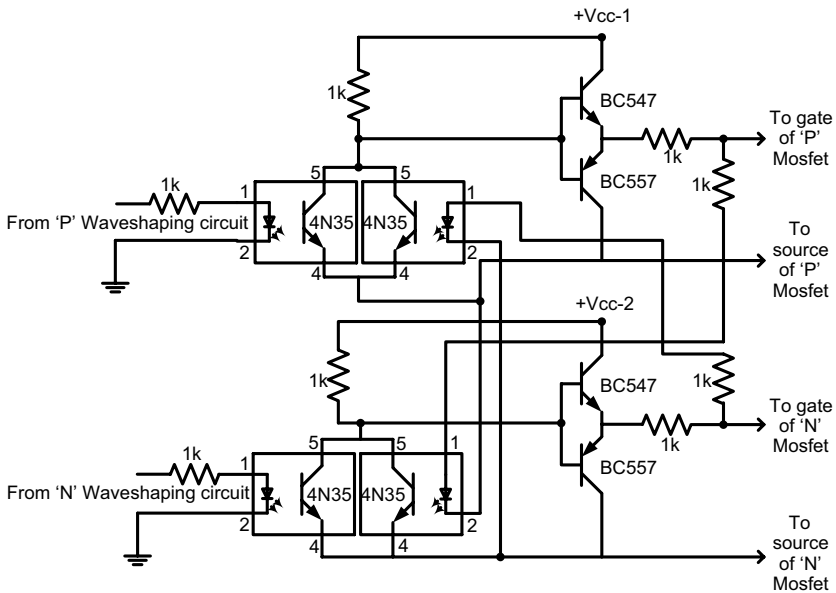 +Vcc-1
1k
BC547
To gate
of ‘P’
Mosfet
1k
1k
5
5
BC557
1k
1
1
From ‘P’ Waveshaping circuit
4N35
4N35
To
source
of ‘P’
Mosfet
2
2
4
4
+Vcc-2
1k
BC547
1k
To gate
of ‘N’
Mosfet
1k
5
5
1
1
1k
BC557
From ‘N’ Waveshaping circuit
4N35
4N35
2
2
To
source
of ‘N’
Mosfet
4
4